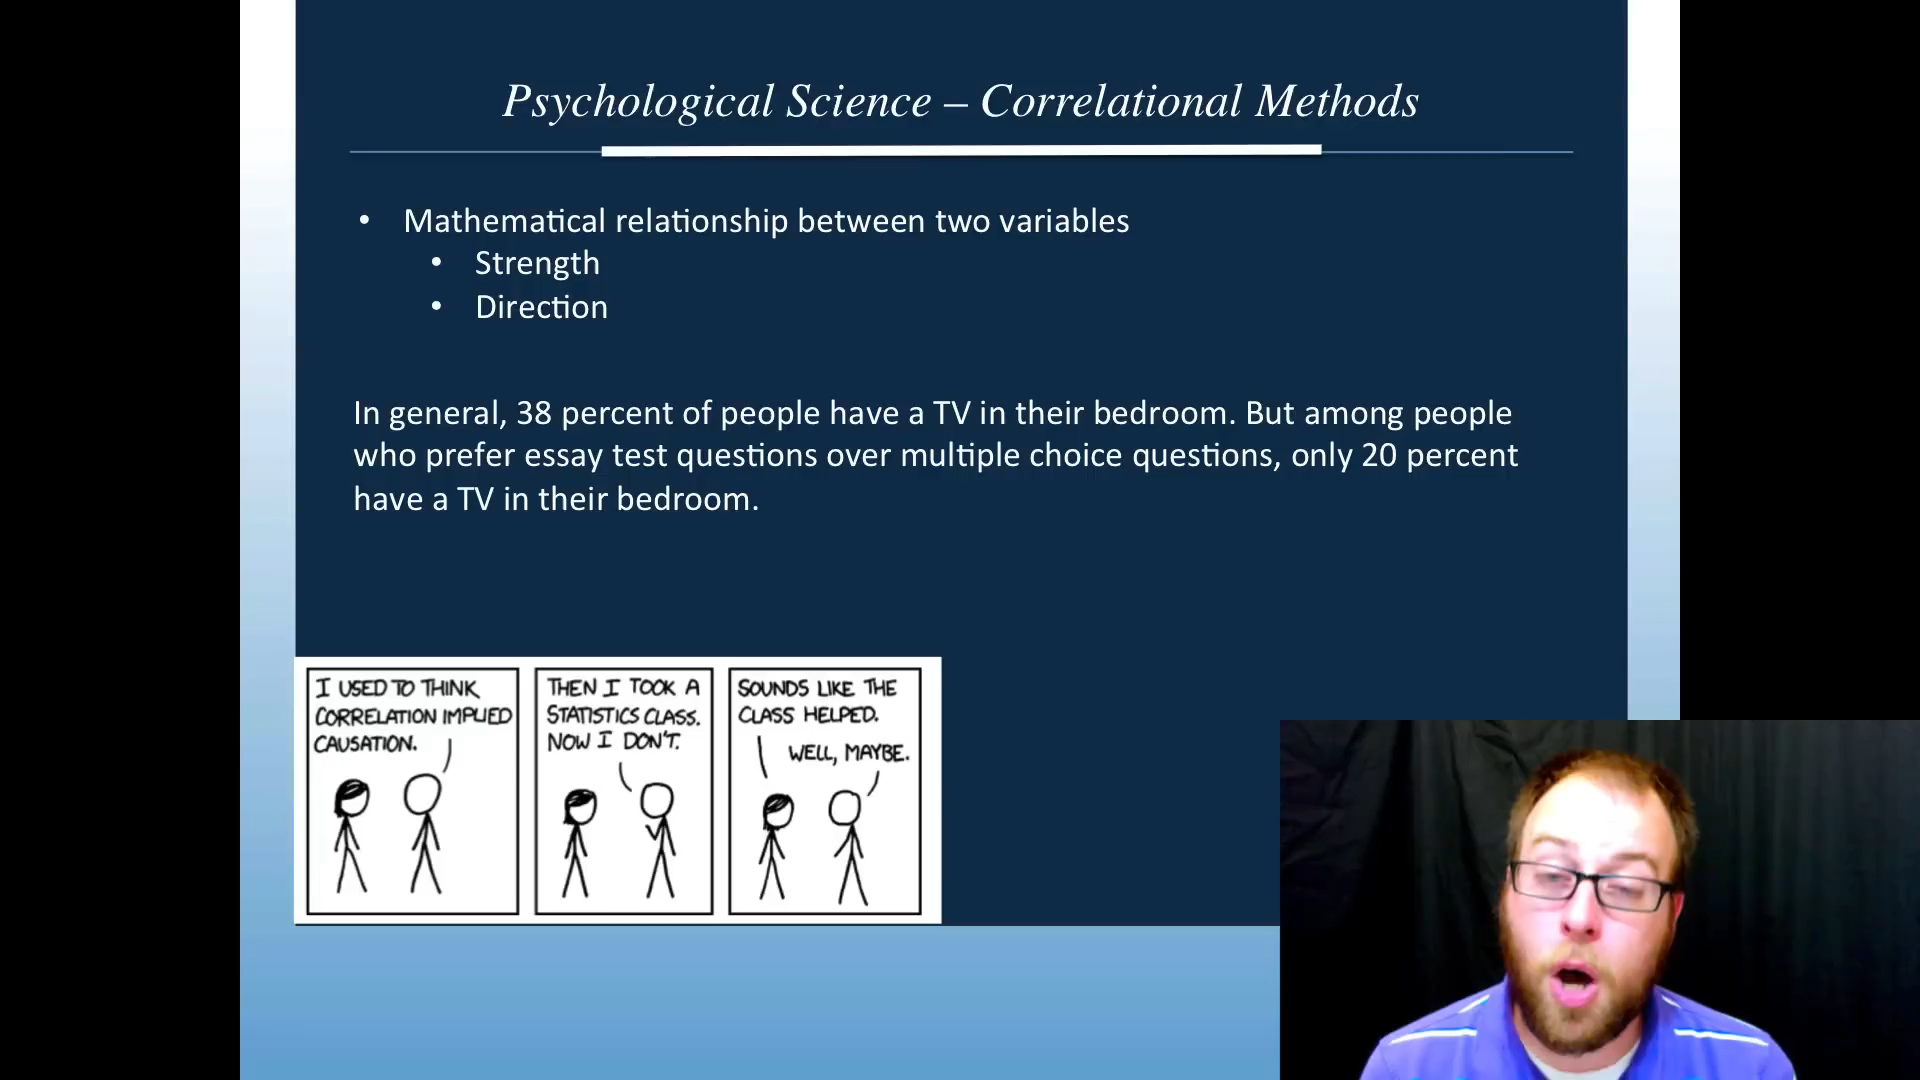 Psychological Science – Correlational Methods
• Mathematical relationship between two variables
• Strength
• Direction
In general, 38 percent of people have a TV in their bedroom. But among people
who prefer essay test questions over multiple choice questions, only 20 percent
have a TV in their bedroom.
I USED TO THINK
CORRELATION IMPLIED
CAUSATION.
THEN I TOOK A
STATISTICS CLASS.
NOW I DON'T.
SOUNDS LIKE THE
CLASS HELPED.
WELL, MAYBE.